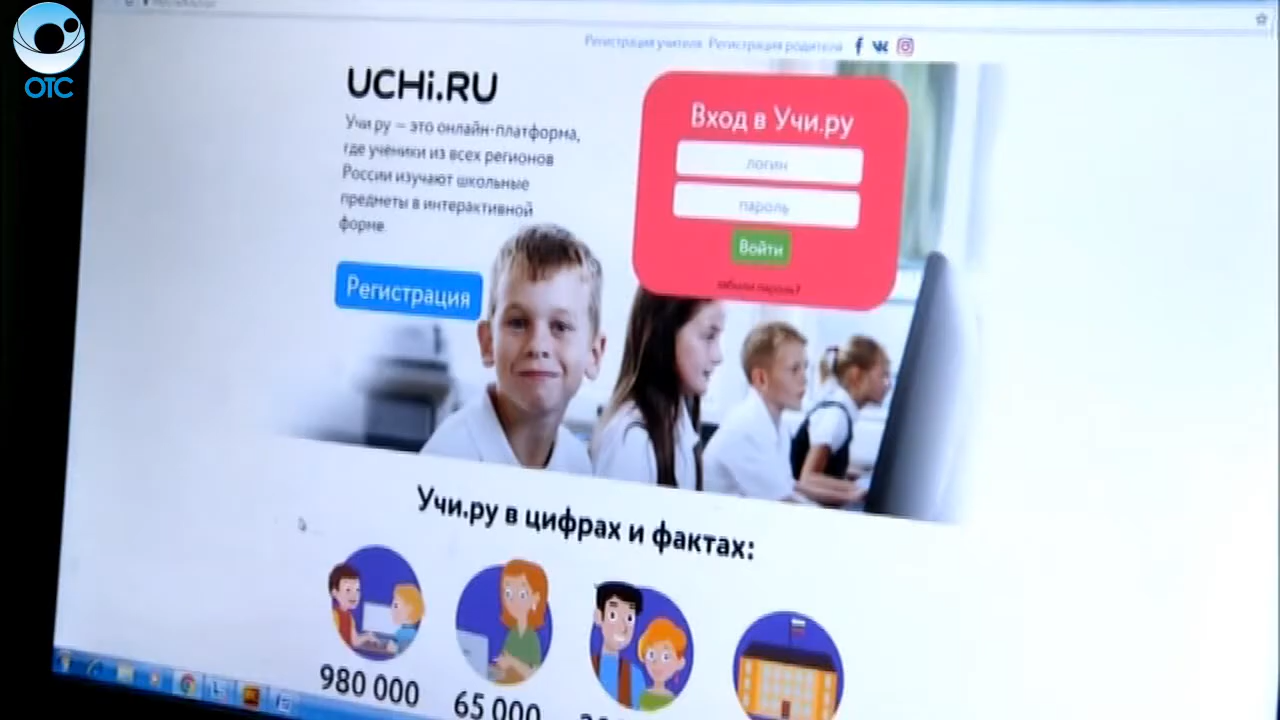 ОТС
Регистрация учителя Регистрация родителя
UCHi.RU
Учи.ру – это онлайн-платформа,
где ученики из всех регионов
России изучают школьные
предметы в интерактивной
форме.
Регистрация
Вход в Учи.ру
логин
пароль
Войти
забыли пароль?
Учи.ру в цифрах и фактах:
980 000
65 000